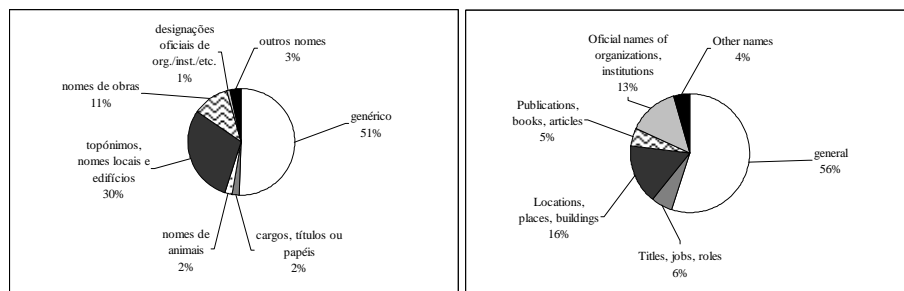 designações
oficiais de
org./inst./etc.
1%
outros nomes
3%
nomes de obras
11%
genérico
51%
topónimos,
nomes locais e
edifícios
30%
nomes de
animais
2%
cargos, títulos ou
papéis
2%
Oficial names of
organizations,
institutions
13%
Other names
4%
Publications,
books, articles
5%
general
56%
Locations,
places, buildings
16%
Titles, jobs, roles
6%